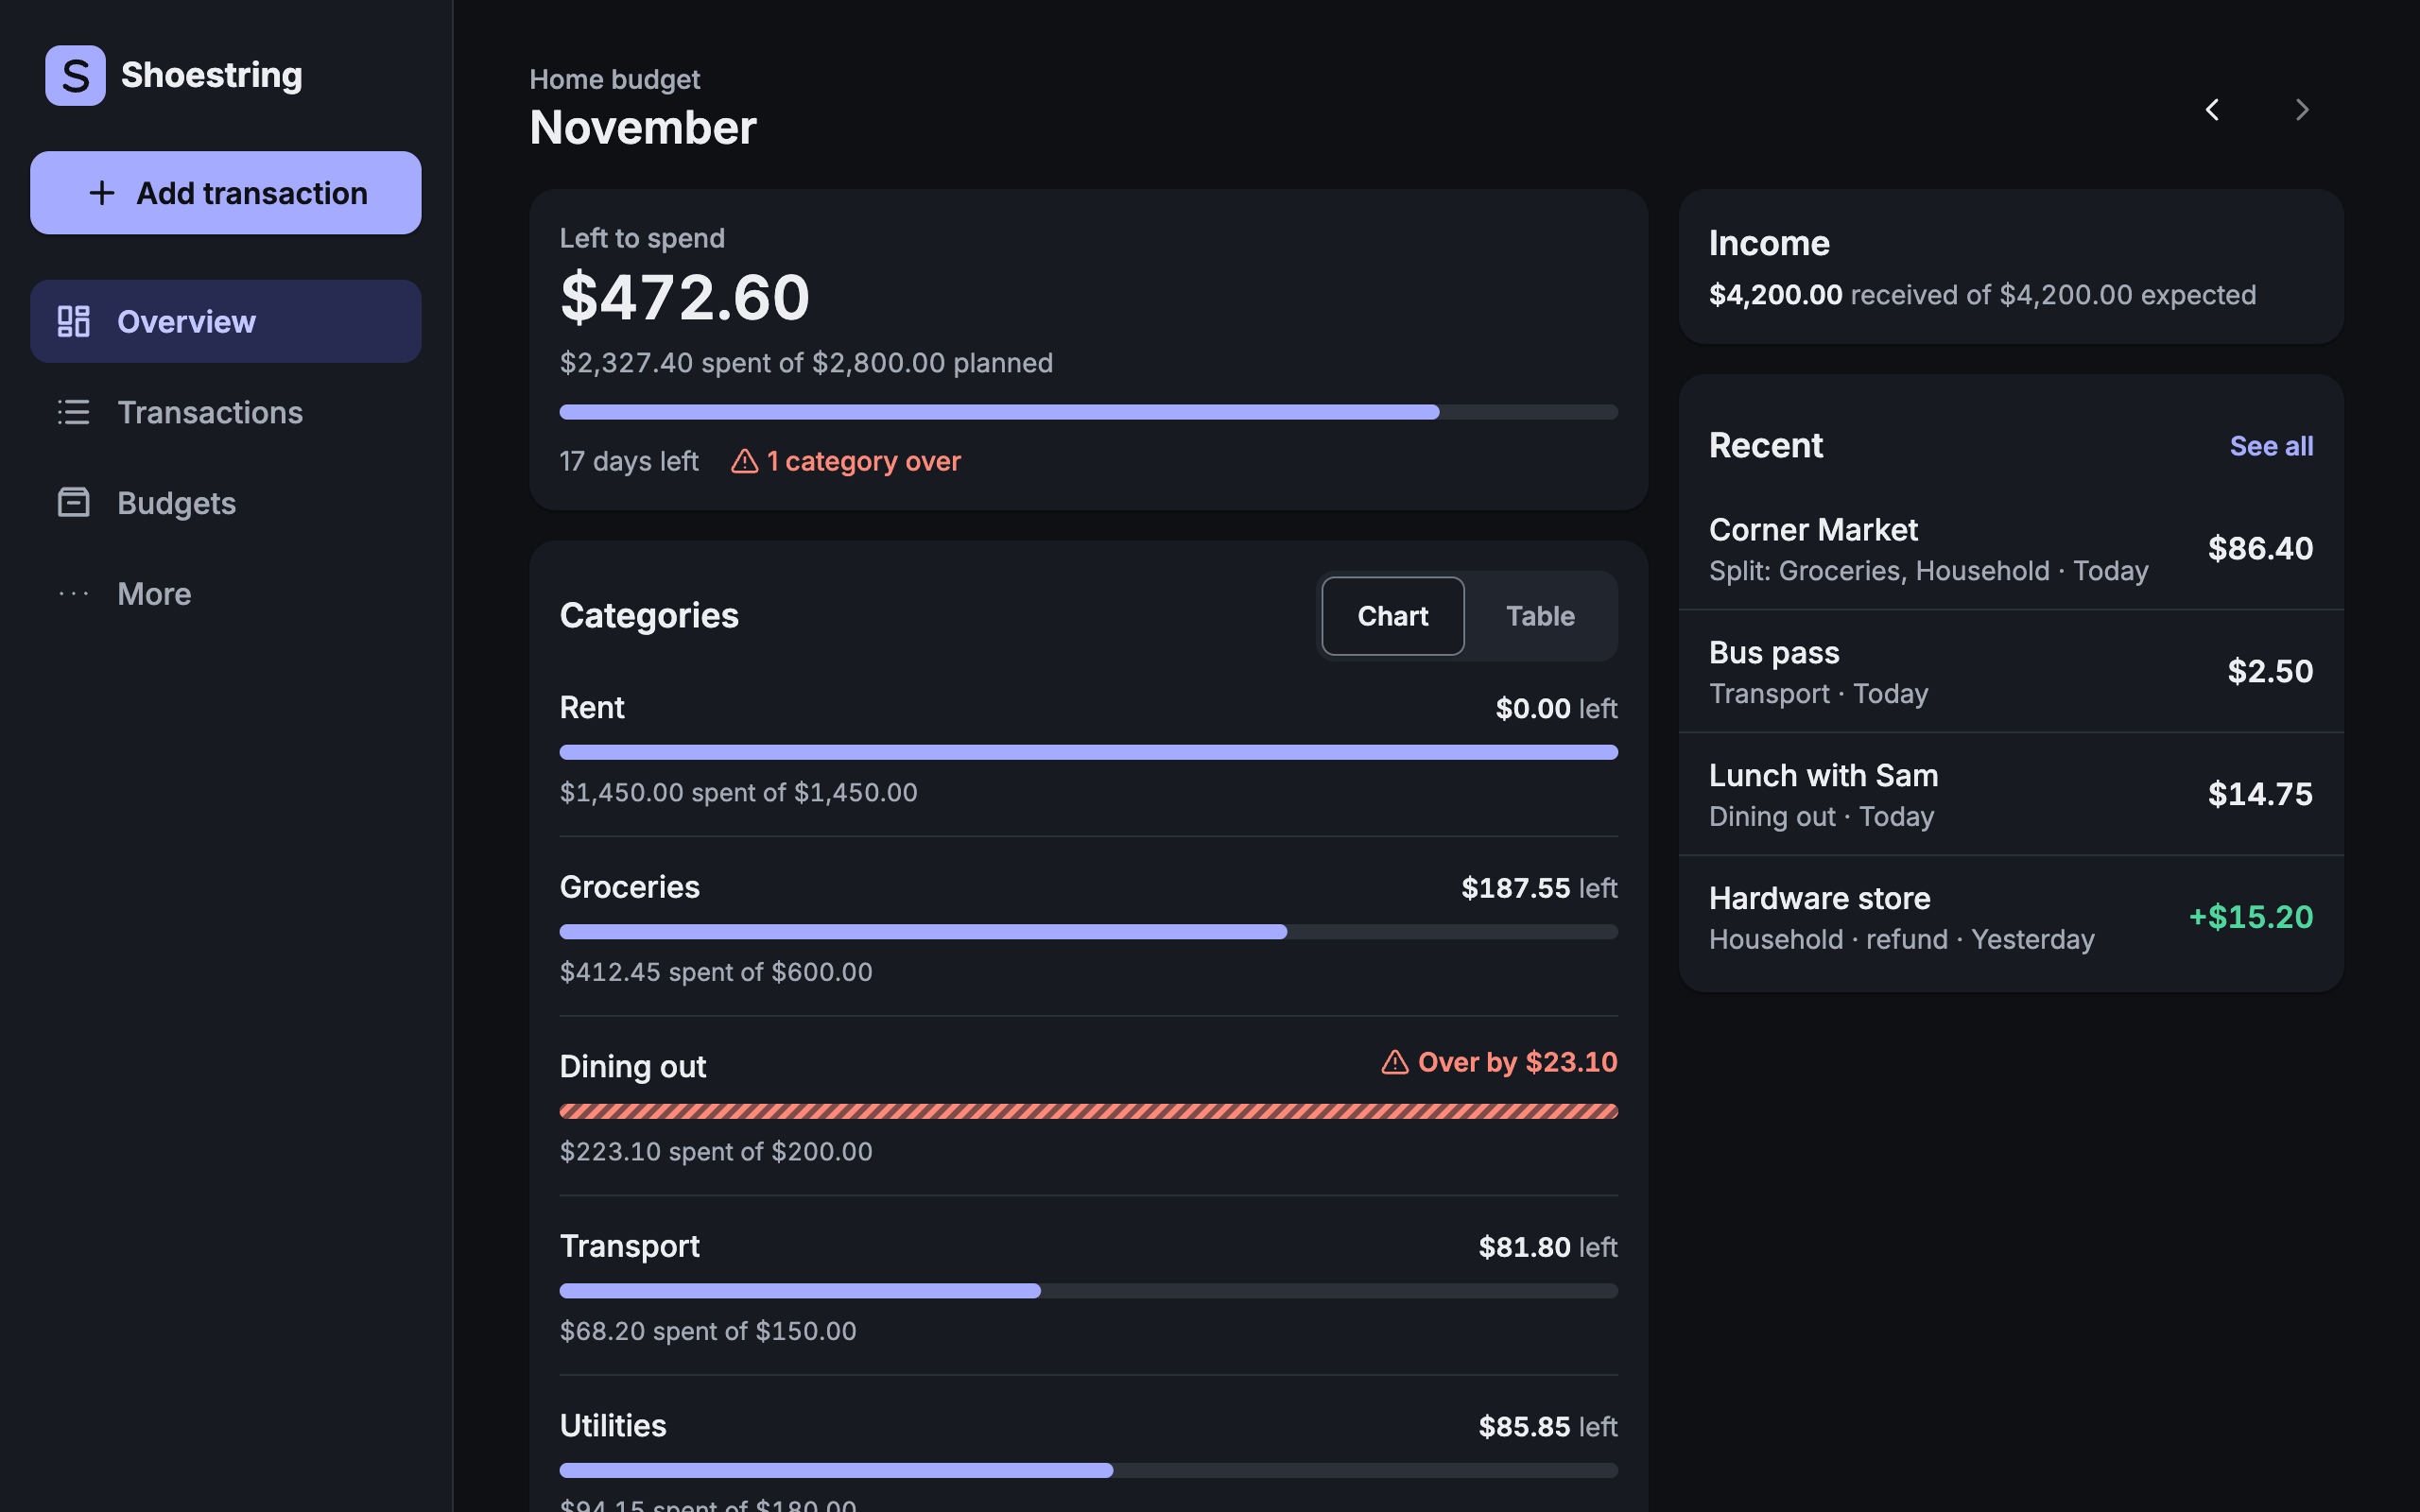 S Shoestring
+ Add transaction
Overview
Transactions
Budgets
More
Home budget
November
Left to spend
$472.60
$2,327.40 spent of $2,800.00 planned
17 days left 1 category over
Categories
Chart Table
Rent $0.00 left
$1,450.00 spent of $1,450.00
Groceries $187.55 left
$412.45 spent of $600.00
Dining out Over by $23.10
$223.10 spent of $200.00
Transport $81.80 left
$68.20 spent of $150.00
Utilities $85.85 left
$94.15 spent of $180.00
Income
$4,200.00 received of $4,200.00 expected
Recent See all
Corner Market $86.40
Split: Groceries, Household · Today
Bus pass $2.50
Transport · Today
Lunch with Sam $14.75
Dining out · Today
Hardware store +$15.20
Household · refund · Yesterday